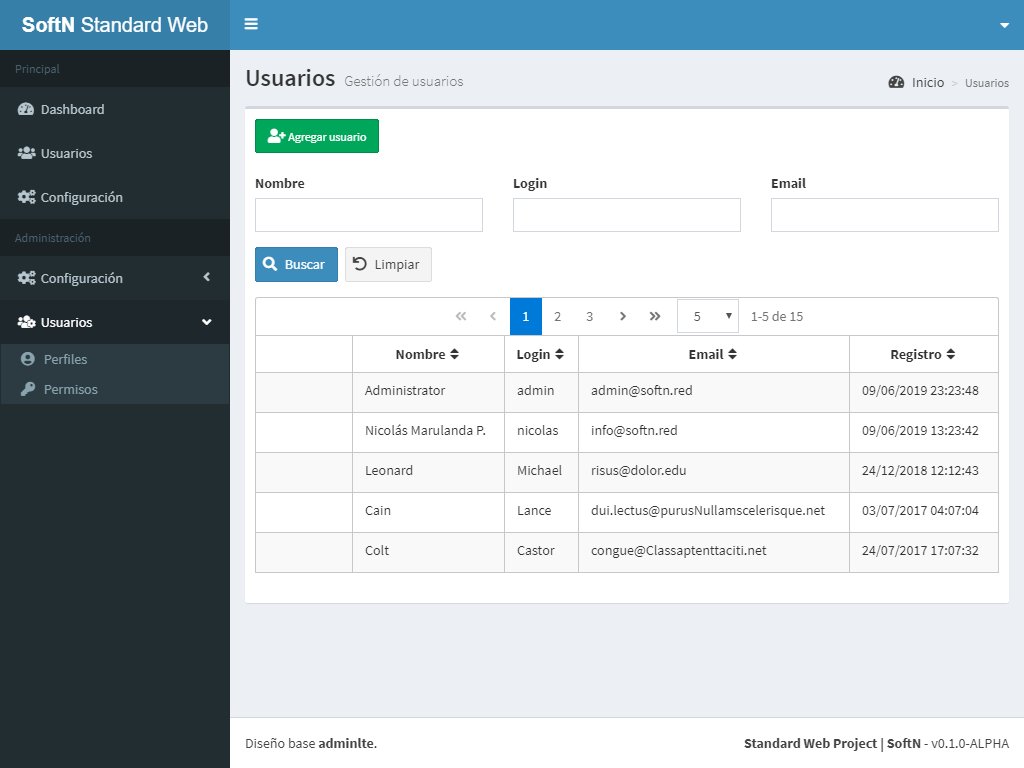 SoftN Standard Web
Principal
Dashboard
Usuarios
Configuración
Administración
Configuración
Usuarios
Perfiles
Permisos
Usuarios Gestión de usuarios
Inicio > Usuarios
Agregar usuario
Nombre Login Email
Buscar Limpiar
« ‹ 1 2 3 › » 5 1-5 de 15
Nombre Login Email Registro
Administrator admin admin@softn.red 09/06/2019 23:23:48
Nicolás Marulanda P. nicolas info@softn.red 09/06/2019 13:23:42
Leonard Michael risus@dolor.edu 24/12/2018 12:12:43
Cain Lance dui.lectus@purusNullamscelerisque.net 03/07/2017 04:07:04
Colt Castor congue@Classaptenttaciti.net 24/07/2017 17:07:32
Diseño base adminlte. Standard Web Project | SoftN - v0.1.0-ALPHA